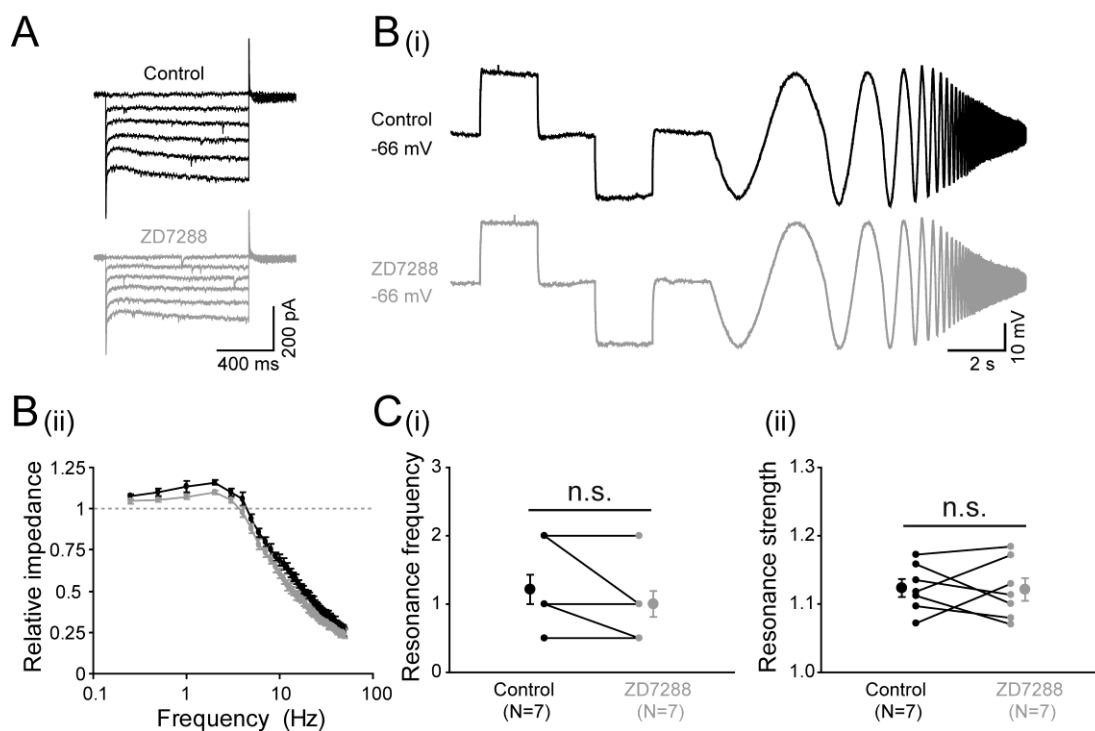 A
Control
ZD7288
200 pA
400 ms
B (i)
Control
-66 mV
ZD7288
-66 mV
10 mV
2 s
B (ii)
Relative impedance
1.25
1
0.75
0.5
0.25
0
0.1
1
10
100
Frequency (Hz)
C (i)
Resonance frequency
3
2
1
0
n.s.
Control
(N=7)
ZD7288
(N=7)
(ii)
Resonance strength
1.3
1.2
1.1
1.0
n.s.
Control
(N=7)
ZD7288
(N=7)